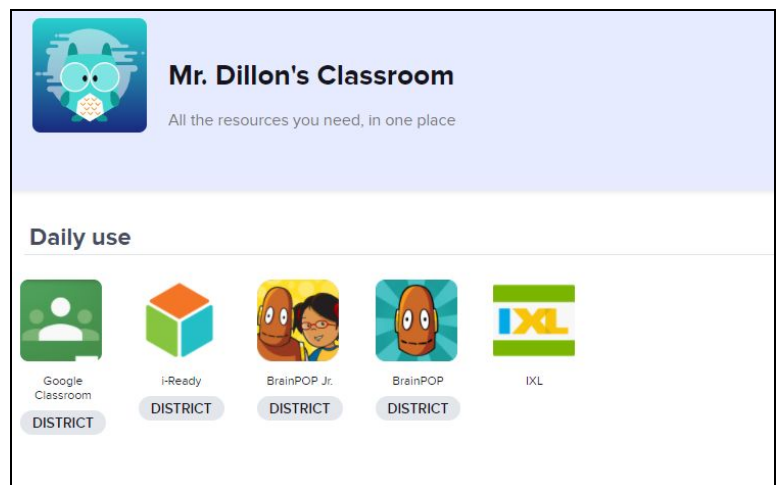 Mr. Dillon's Classroom
All the resources you need, in one place
Daily use
IXL
Google
Classroom
DISTRICT
i-Ready
DISTRICT
BrainPOP Jr.
DISTRICT
BrainPOP
DISTRICT
IXL